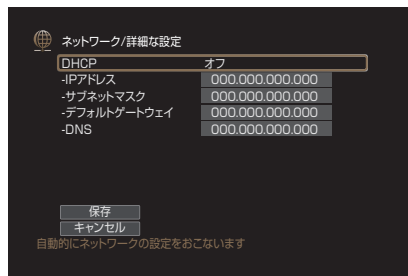 ネットワーク/詳細な設定
DHCP オフ
-IPアドレス 000.000.000.000
-サブネットマスク 000.000.000.000
-デフォルトゲートウェイ 000.000.000.000
-DNS 000.000.000.000
保存
キャンセル
自動的にネットワークの設定をおこないます